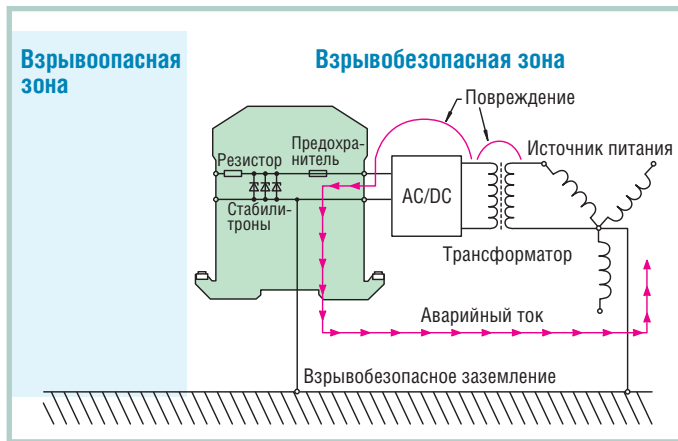 Взрывоопасная
зона
Взрывобезопасная зона
Повреждение
Источник питания
Предохра-
нитель
Резистор
AC/DC
Стабили-
троны
Трансформатор
Аварийный ток
Взрывобезопасное заземление